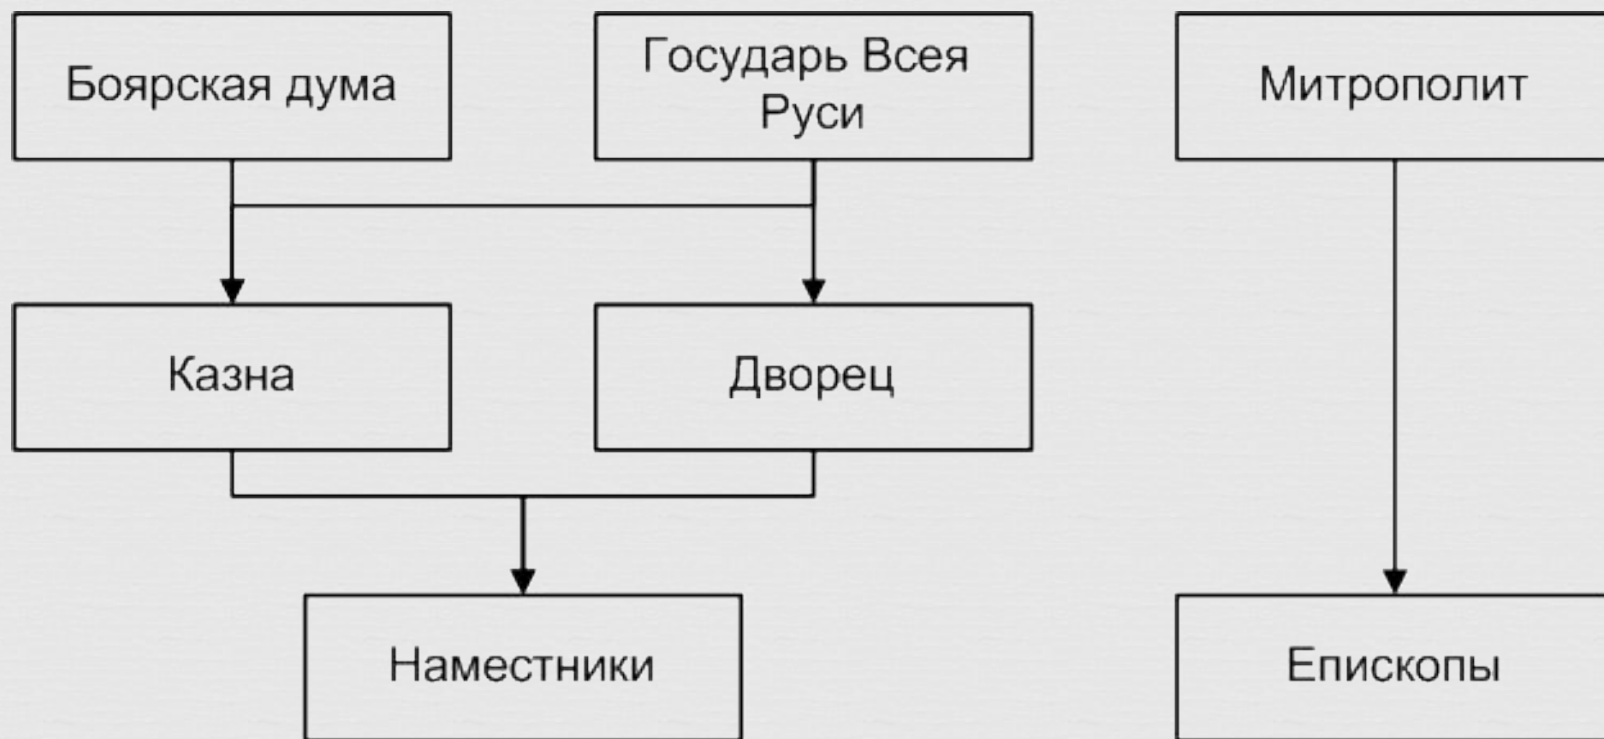 Боярская дума
Государь Всея
Руси
Митрополит
Казна
Дворец
Наместники
Епископы